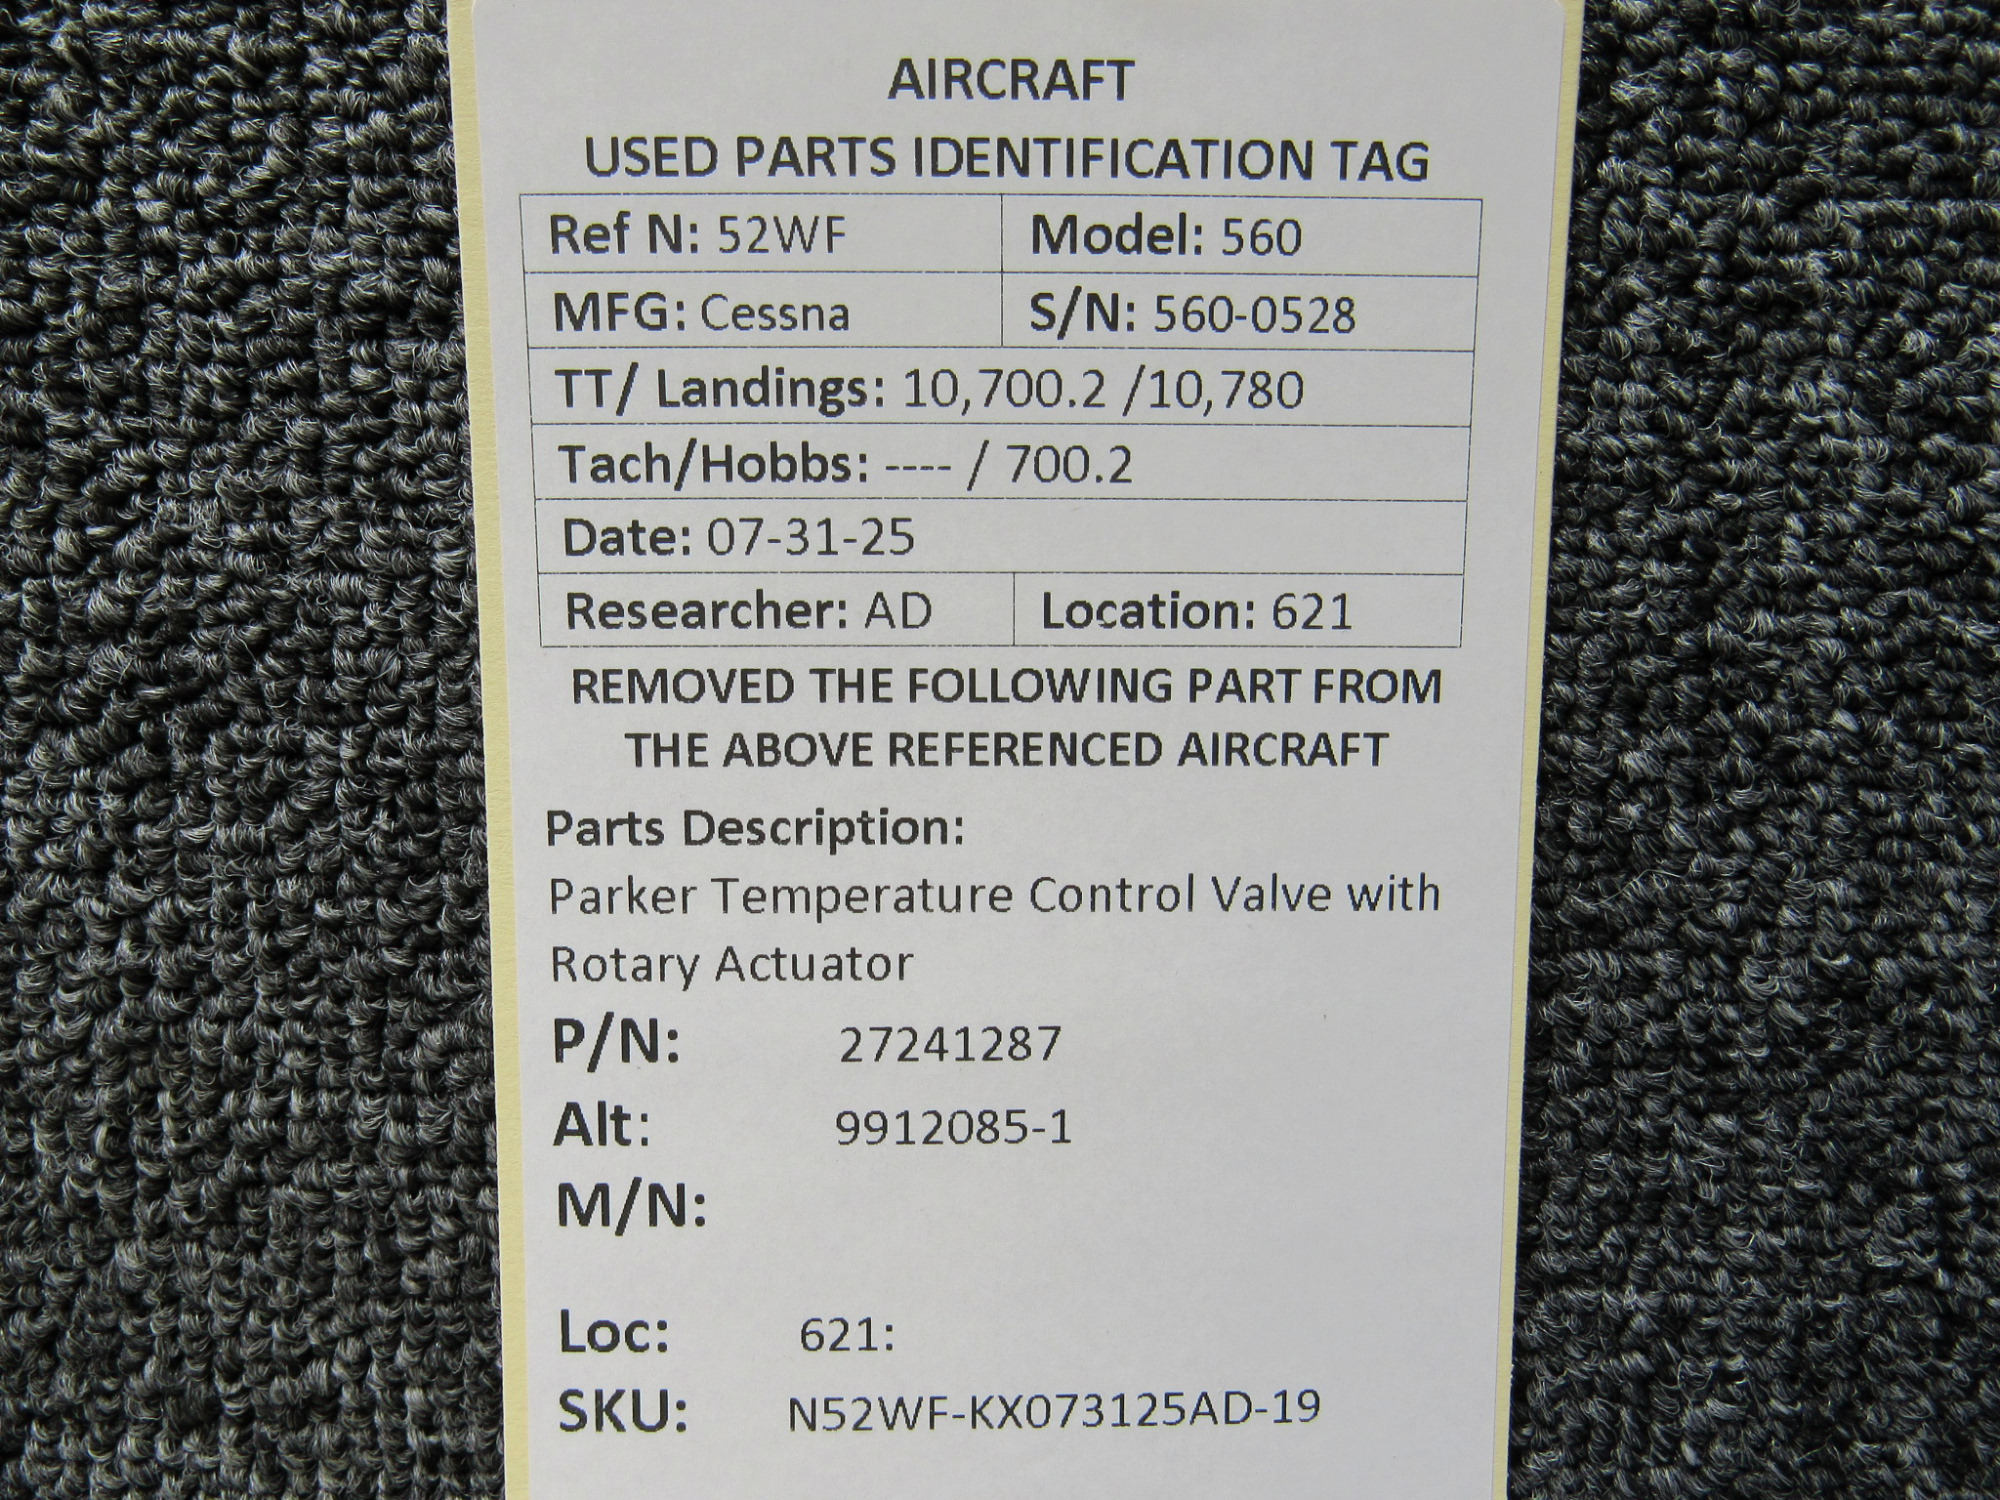 AIRCRAFT
USED PARTS IDENTIFICATION TAG
Ref N: 52WF Model: 560
MFG: Cessna S/N: 560-0528
TT/ Landings: 10,700.2 /10,780
Tach/Hobbs: ---- / 700.2
Date: 07-31-25
Researcher: AD Location: 621
REMOVED THE FOLLOWING PART FROM
THE ABOVE REFERENCED AIRCRAFT
Parts Description:
Parker Temperature Control Valve with
Rotary Actuator
P/N: 27241287
Alt: 9912085-1
M/N:
Loc: 621:
SKU: N52WF-KX073125AD-19